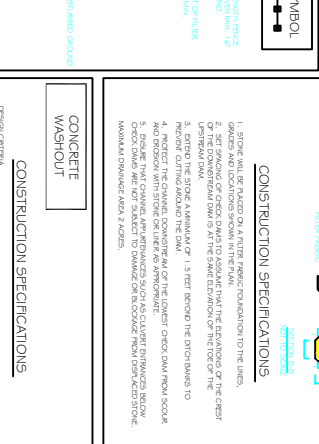 SYMBOL
CONSTRUCTION SPECIFICATIONS
1. STONE WILL BE PLACED ON A FILTER FABRIC FOUNDATION TO THE LINES,
GRADES AND LOCATIONS SHOWN IN THE PLAN.
2. SET SPACING OF CHECK DAMS TO ASSUME THAT THE ELEVATIONS OF THE CREST
OF THE DOWNSTREAM DAM IS AT THE SAME ELEVATION OF THE TOE OF THE
UPSTREAM DAM.
3. EXTEND THE STONE A MINIMUM OF 1.5 FEET BEYOND THE DITCH BANKS TO
PREVENT CUTTING AROUND THE DAM.
4. PROTECT THE CHANNEL DOWNSTREAM OF THE LOWEST CHECK DAM FROM SCOUR
AND EROSION WITH STONE OR LINER AS APPROPRIATE.
5. ENSURE THAT CHANNEL APPURTENANCES SUCH AS CULVERT ENTRANCES BELOW
CHECK DAMS ARE NOT SUBJECT TO DAMAGE OR BLOCKAGE FROM DISPLACED STONE.
MAXIMUM DRAINAGE AREA 2 ACRES.
CONCRETE
WASHOUT
CONSTRUCTION SPECIFICATIONS
DESIGN CRITERIA
FILTER FABRIC
NOT TO SCALE